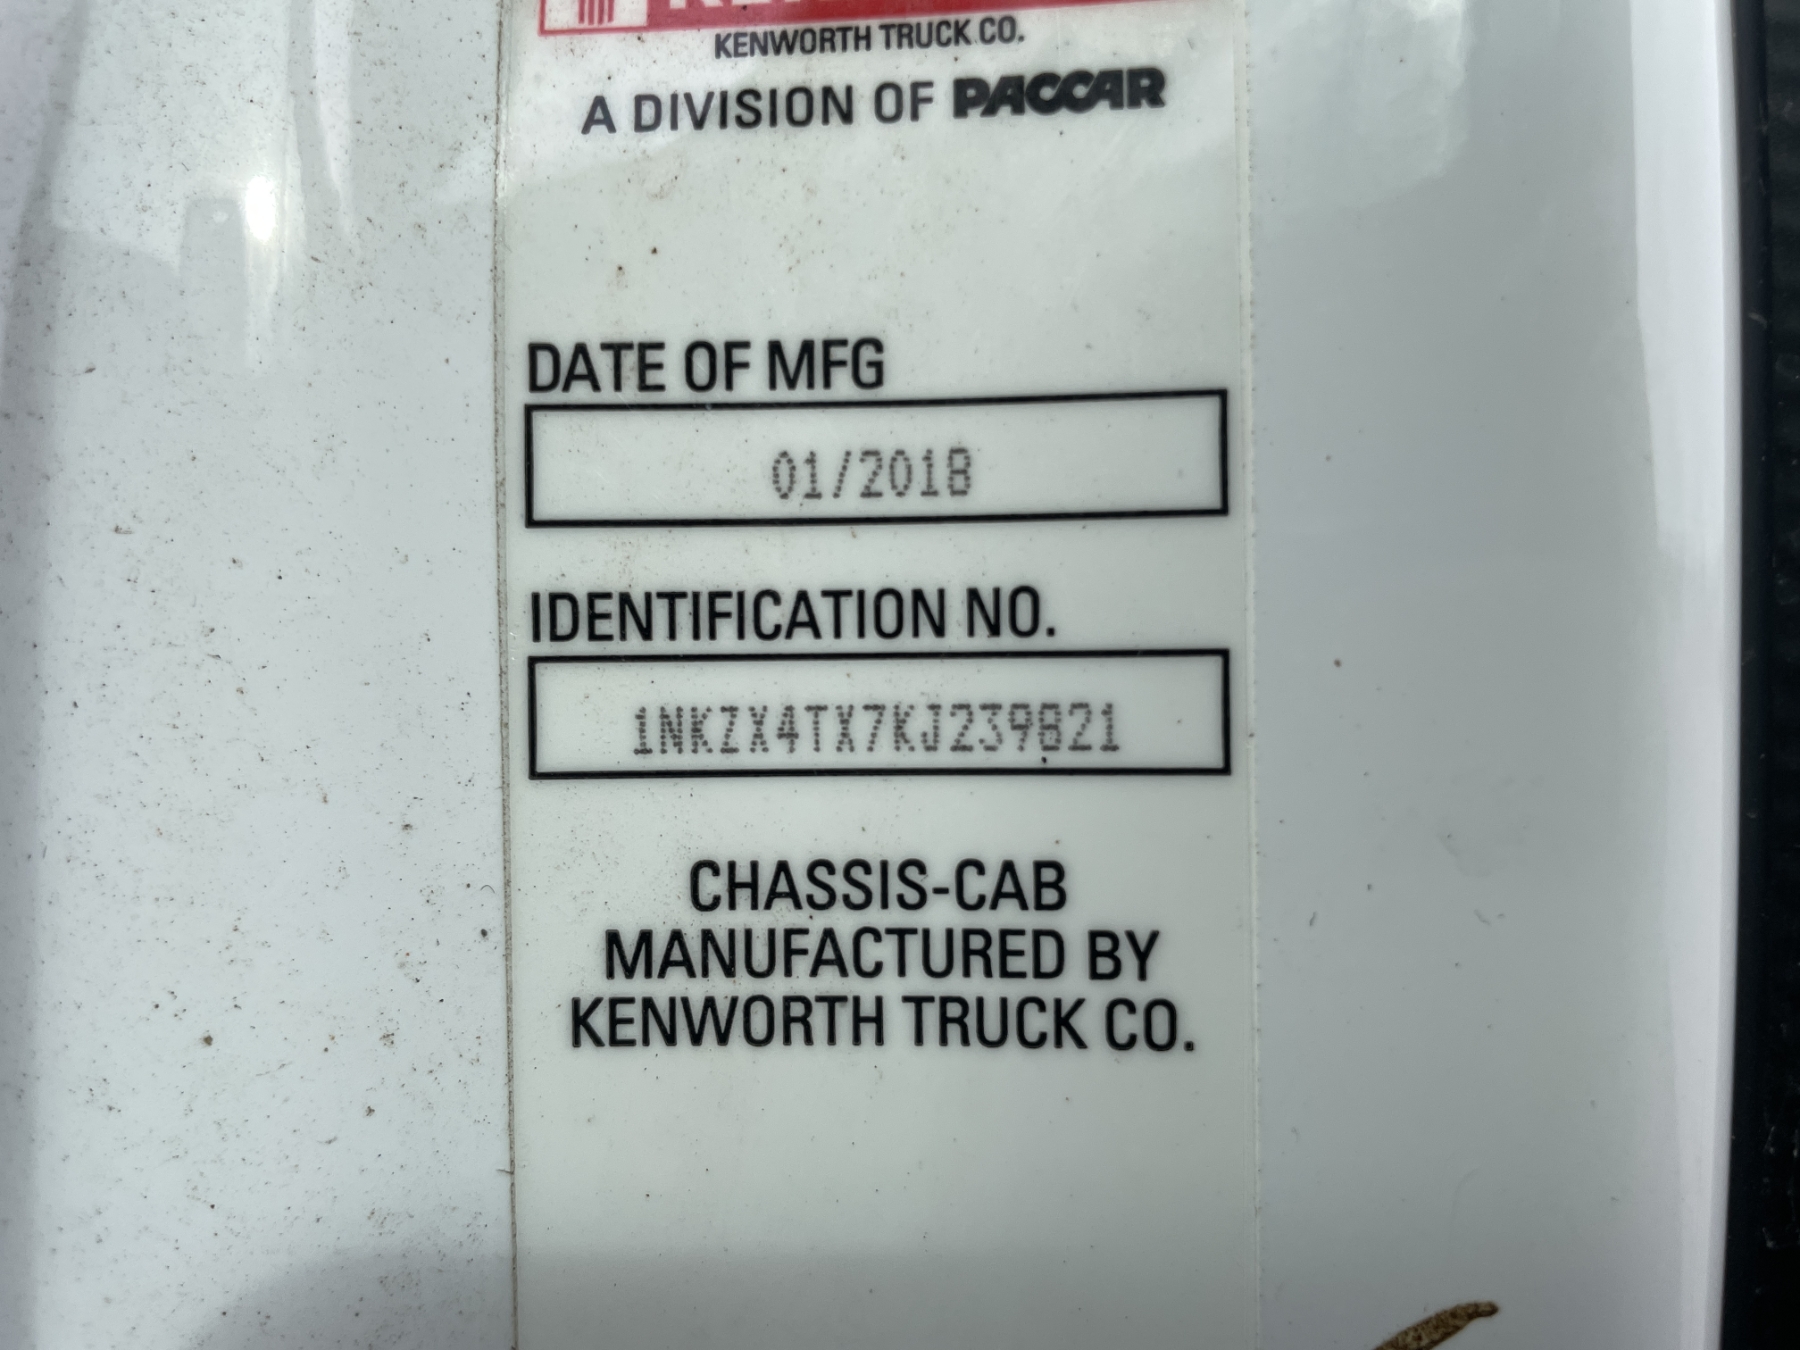 KENWORTH TRUCK CO.
A DIVISION OF PACCAR
DATE OF MFG
01/2018
IDENTIFICATION NO.
1NKZX4TX7KJ239821
CHASSIS-CAB
MANUFACTURED BY
KENWORTH TRUCK CO.